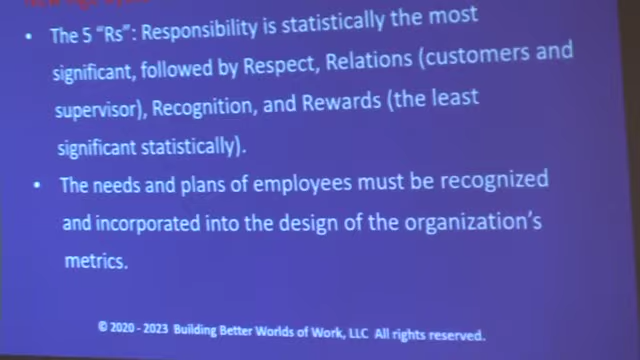 • The 5 “Rs”: Responsibility is statistically the most
significant, followed by Respect, Relations (customers and
supervisor), Recognition, and Rewards (the least
significant statistically).
• The needs and plans of employees must be recognized
and incorporated into the design of the organization’s
metrics.
© 2020 - 2023 Building Better Worlds of Work, LLC All rights reserved.